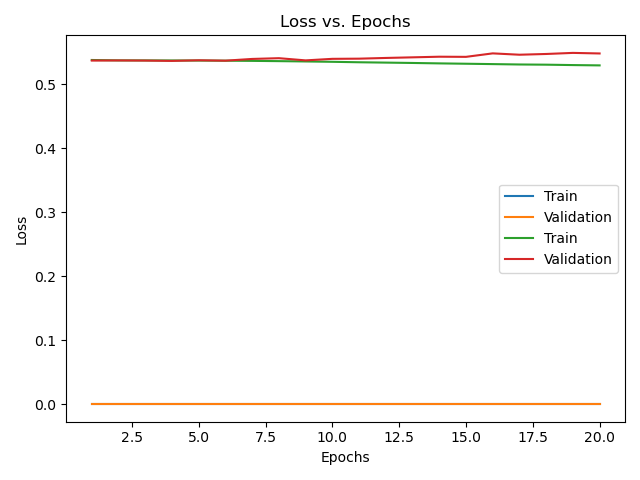 Loss vs. Epochs
Loss
0.5
0.4
0.3
0.2
0.1
0.0
Train
Validation
Train
Validation
2.5 5.0 7.5 10.0 12.5 15.0 17.5 20.0
Epochs